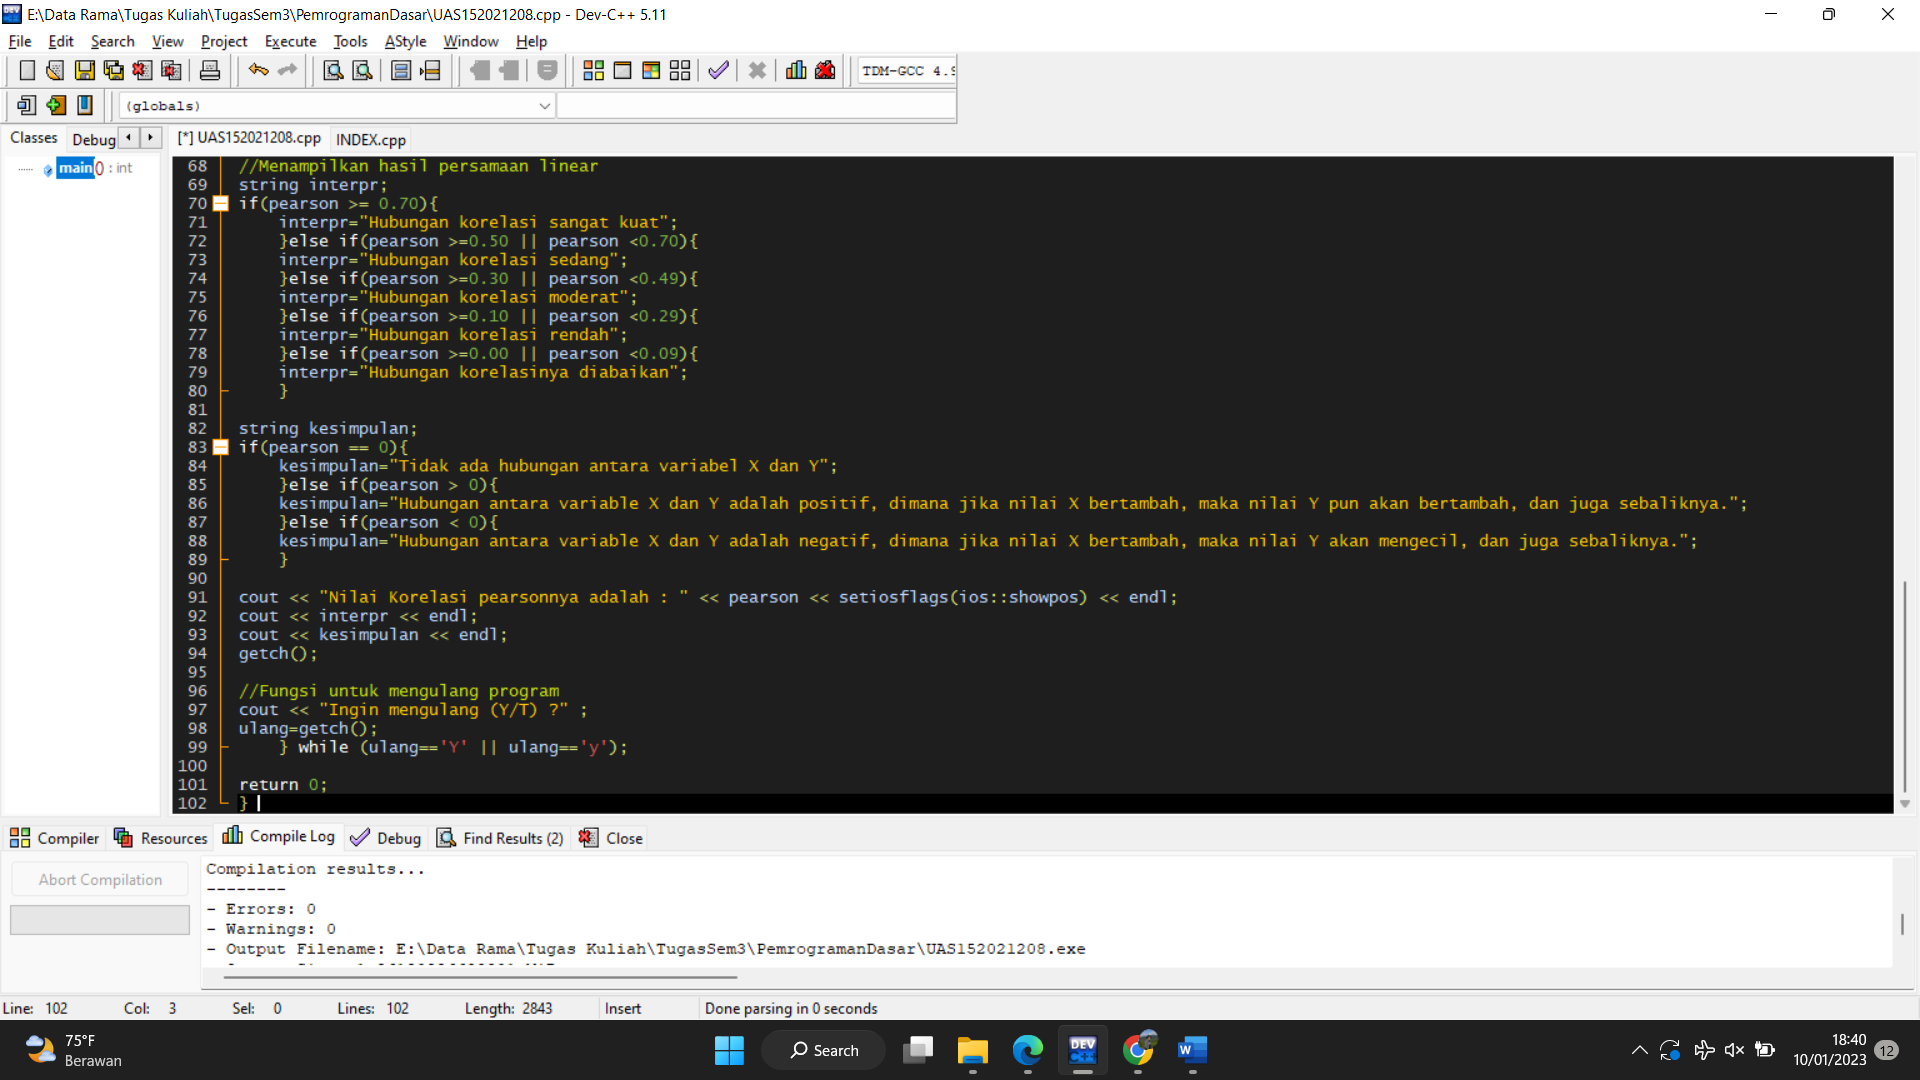 E:\Data Rama\Tugas Kuliah\TugasSem3\PemrogramanDasar\UAS152021208.cpp - Dev-C++ 5.11
File Edit Search View Project Execute Tools AStyle Window Help
TDM-GCC 4.9
(globals)
Classes Debug [*] UAS152021208.cpp INDEX.cpp
main() : int
68 //Menampilkan hasil persamaan linear
69 string interpr;
70 if(pearson >= 0.70){
71 interpr="Hubungan korelasi sangat kuat";
72 }else if(pearson >=0.50 || pearson <0.70){
73 interpr="Hubungan korelasi sedang";
74 }else if(pearson >=0.30 || pearson <0.49){
75 interpr="Hubungan korelasi moderat";
76 }else if(pearson >=0.10 || pearson <0.29){
77 interpr="Hubungan korelasi rendah";
78 }else if(pearson >=0.00 || pearson <0.09){
79 interpr="Hubungan korelasinya diabaikan";
80 }
81
82 string kesimpulan;
83 if(pearson == 0){
84 kesimpulan="Tidak ada hubungan antara variabel X dan Y";
85 }else if(pearson > 0){
86 kesimpulan="Hubungan antara variable X dan Y adalah positif, dimana jika nilai X bertambah, maka nilai Y pun akan bertambah, dan juga sebaliknya.";
87 }else if(pearson < 0){
88 kesimpulan="Hubungan antara variable X dan Y adalah negatif, dimana jika nilai X bertambah, maka nilai Y akan mengecil, dan juga sebaliknya.";
89 }
90
91 cout << "Nilai Korelasi pearsonnya adalah : " << pearson << setiosflags(ios::showpos) << endl;
92 cout << interpr << endl;
93 cout << kesimpulan << endl;
94 getch();
95
96 //Fungsi untuk mengulang program
97 cout << "Ingin mengulang (Y/T) ?" ;
98 ulang=getch();
99 } while (ulang=='Y' || ulang=='y');
100
101 return 0;
102 }
Compiler Resources Compile Log Debug Find Results (2) Close
Abort Compilation
Compilation results...
--------
- Errors: 0
- Warnings: 0
- Output Filename: E:\Data Rama\Tugas Kuliah\TugasSem3\PemrogramanDasar\UAS152021208.exe
Line: 102 Col: 3 Sel: 0 Lines: 102 Length: 2843 Insert Done parsing in 0 seconds
75°F
Berawan
Search
DEV C++
W
18:40
10/01/2023
12